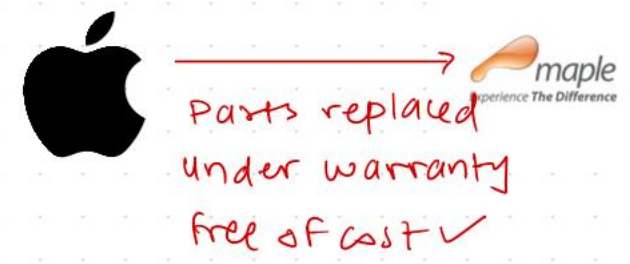 maple
Experience The Difference
Parts replaced
under warranty
free of cost ✓